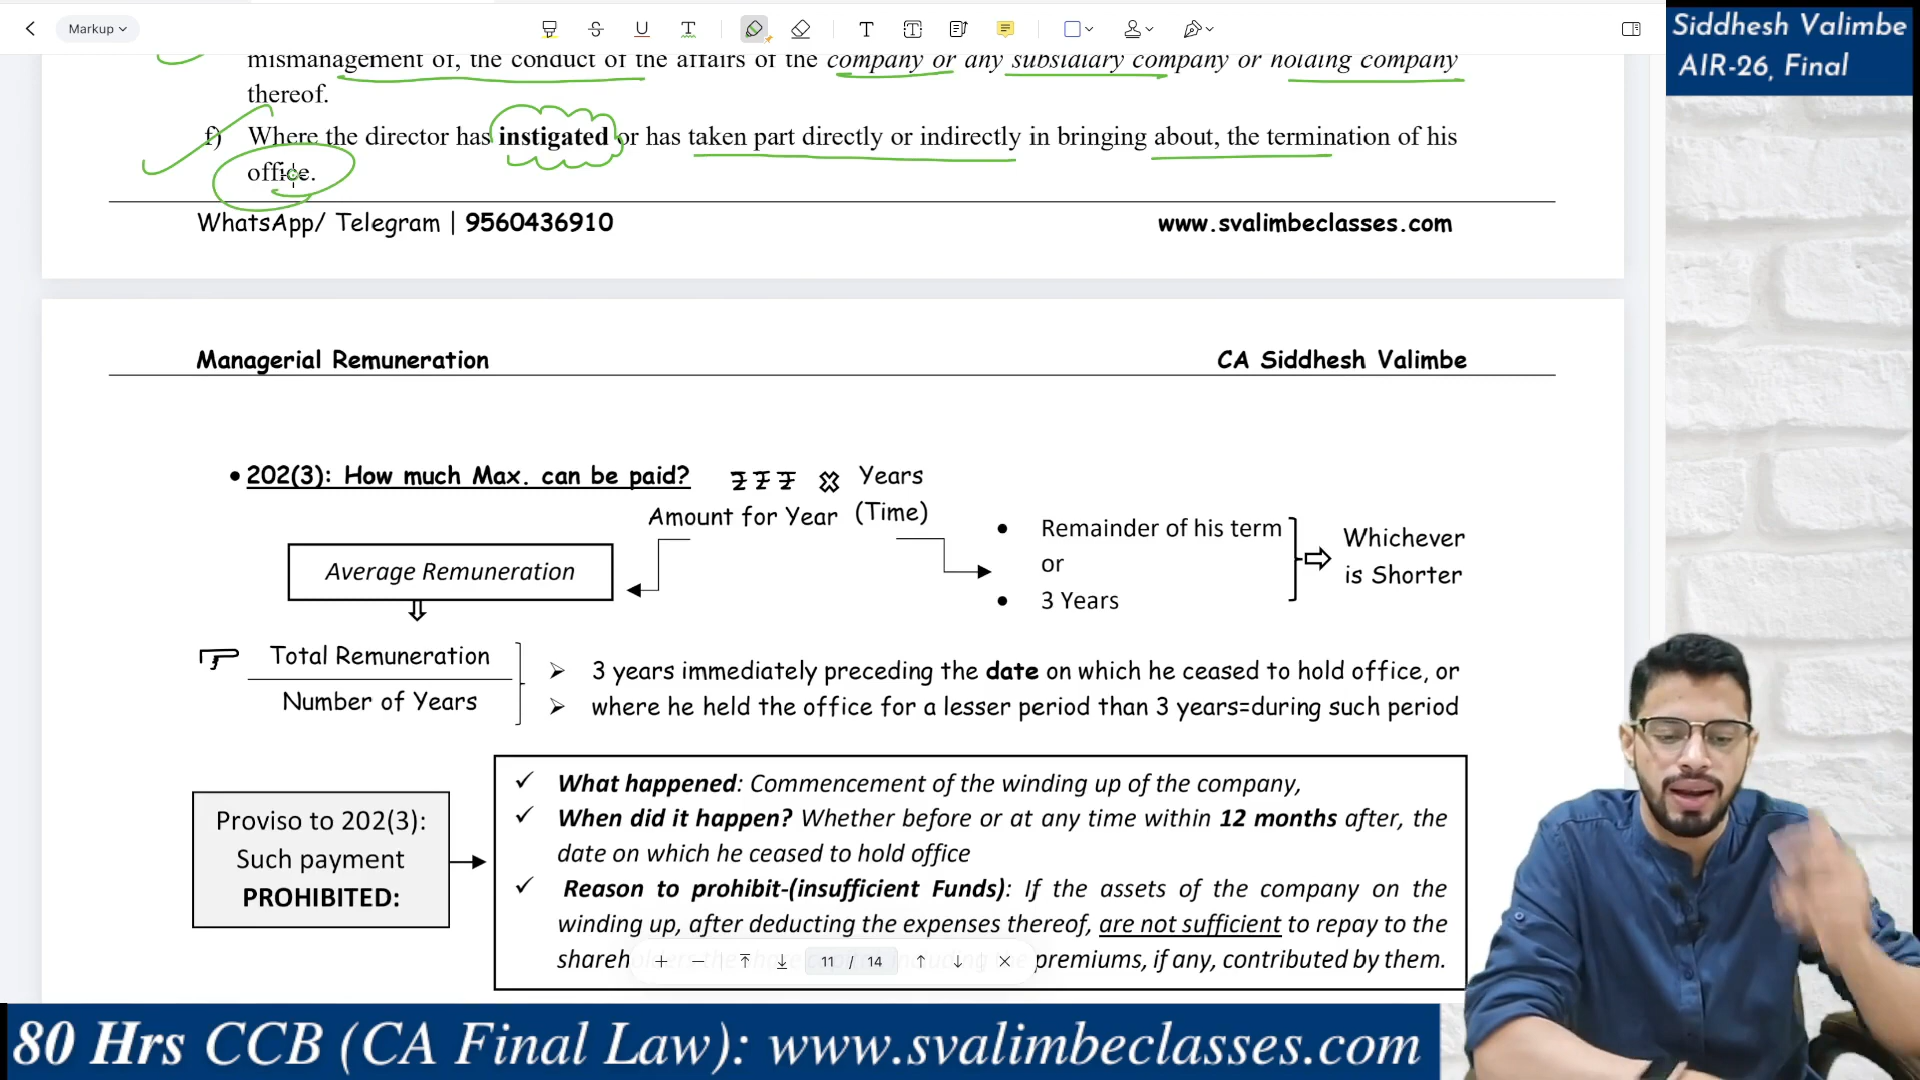 Markup
Siddhesh Valimbe
AIR-26, Final
mismanagement of, the conduct of the affairs of the company or any subsidiary company or holding company
thereof.
f) Where the director has instigated or has taken part directly or indirectly in bringing about, the termination of his
office.
WhatsApp/ Telegram | 9560436910 www.svalimbeclasses.com
Managerial Remuneration CA Siddhesh Valimbe
• 202(3): How much Max. can be paid? Years
Amount for Year (Time)
• Remainder of his term
or
• 3 Years
Whichever
is Shorter
Average Remuneration
Total Remuneration
Number of Years
➢ 3 years immediately preceding the date on which he ceased to hold office, or
➢ where he held the office for a lesser period than 3 years=during such period
Proviso to 202(3):
Such payment
PROHIBITED:
✓ What happened: Commencement of the winding up of the company,
✓ When did it happen? Whether before or at any time within 12 months after, the
date on which he ceased to hold office
✓ Reason to prohibit-(insufficient Funds): If the assets of the company on the
winding up, after deducting the expenses thereof, are not sufficient to repay to the
premiums, if any, contributed by them.
11 / 14
80 Hrs CCB (CA Final Law): www.svalimbeclasses.com